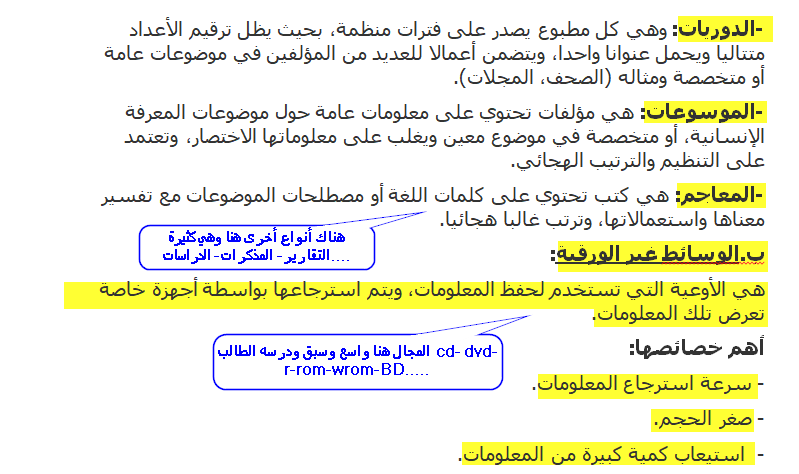 -الدوريات: وهي كل مطبوع يصدر على فترات منظمة، بحيث يظل ترقيم الأعداد
متتاليا ويحمل عنوانا واحدا، ويتضمن أعمالا للعديد من المؤلفين في موضوعات عامة
أو متخصصة ومثاله (الصحف، المجلات).
-الموسوعات: هي مؤلفات تحتوي على معلومات عامة حول موضوعات المعرفة
الإنسانية، أو متخصصة في موضوع معين ويغلب على معلوماتها الاختصار، وتعتمد
على التنظيم والترتيب الهجائي.
-المعاجم: هي كتب تحتوي على كلمات اللغة أو مصطلحات الموضوعات مع تفسير
معناها واستعمالاتها، وترتب غالبا هجائيا.
هناك أنواع أخرى هنا وهي كثيرة
التقارير- المذكرات- الدراسات....
ب.الوسائط غير الورقية:
هي الأوعية التي تستخدم لحفظ المعلومات، ويتم استرجاعها بواسطة أجهزة خاصة
تعرض تلك المعلومات.
المجال هنا واسع وسبق ودرسه الطالب cd- dvd-
r-rom-wrom-BD.....
أهم خصائصها:
- سرعة استرجاع المعلومات.
- صغر الحجم.
- استيعاب كمية كبيرة من المعلومات.